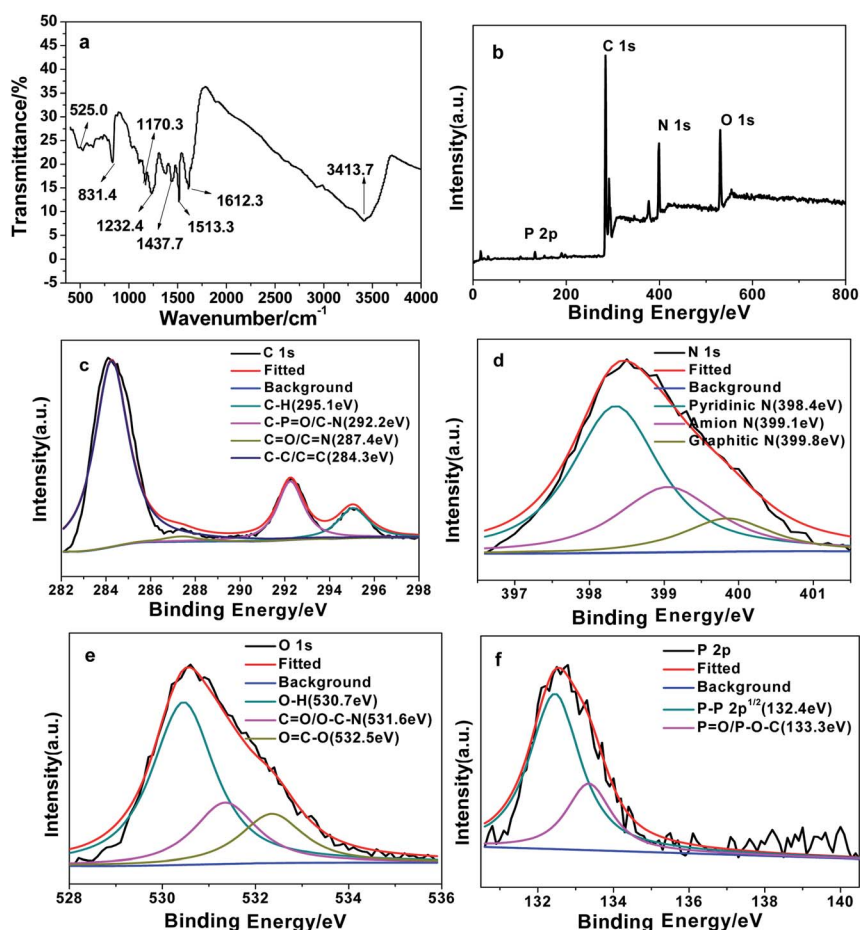 a
Transmittance/%
50
45
40
35
30
25
20
15
10
5
0
-5
525.0
1170.3
831.4
1232.4
1437.7
1513.3
1612.3
3413.7
500 1000 1500 2000 2500 3000 3500 4000
Wavenumber/cm-1
b
Intensity(a.u.)
C 1s
N 1s
O 1s
P 2p
0 200 400 600 800
Binding Energy/eV
c
Intensity(a.u.)
C 1s
Fitted
Background
C-H(295.1eV)
C-P=O/C-N(292.2eV)
C=O/C=N(287.4eV)
C-C/C=C(284.3eV)
282 284 286 288 290 292 294 296 298
Binding Energy/eV
d
Intensity(a.u.)
N 1s
Fitted
Background
Pyridinic N(398.4eV)
Amion N(399.1eV)
Graphitic N(399.8eV)
397 398 399 400 401
Binding Energy/eV
e
Intensity(a.u.)
O 1s
Fitted
Background
O-H(530.7eV)
C=O/O-C-N(531.6eV)
O=C-O(532.5eV)
528 530 532 534 536
Binding Energy/eV
f
Intensity(a.u.)
P 2p
Fitted
Background
P-P 2p1/2(132.4eV)
P=O/P-O-C(133.3eV)
132 134 136 138 140
Binding Energy/eV